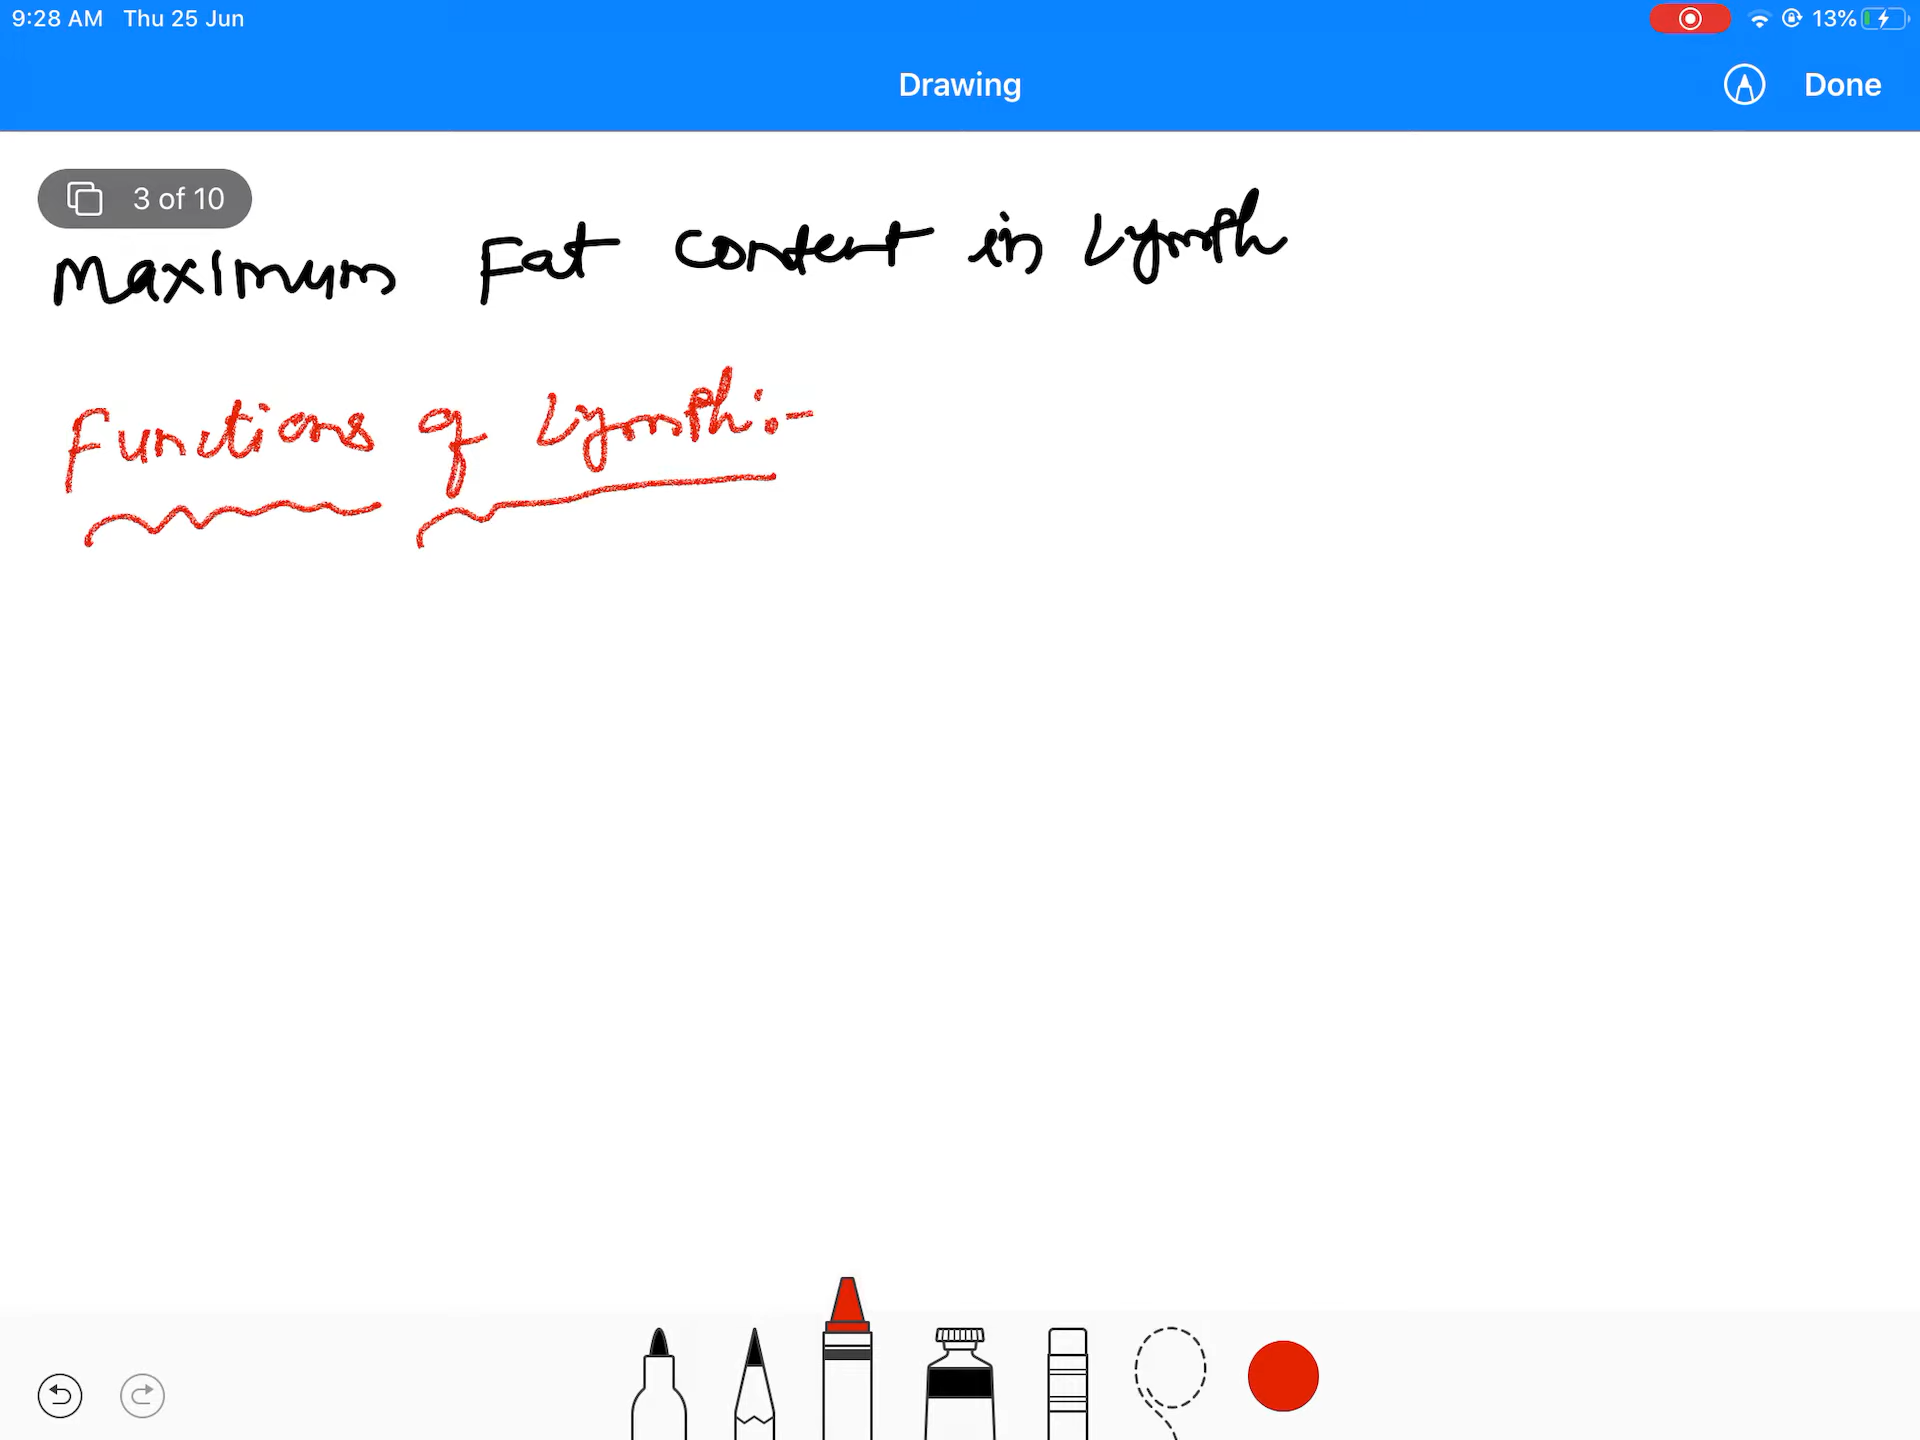 9:28 AM Thu 25 Jun 13%
Drawing Done
3 of 10
Maximum Fat content in Lymph
Functions of Lymph:-